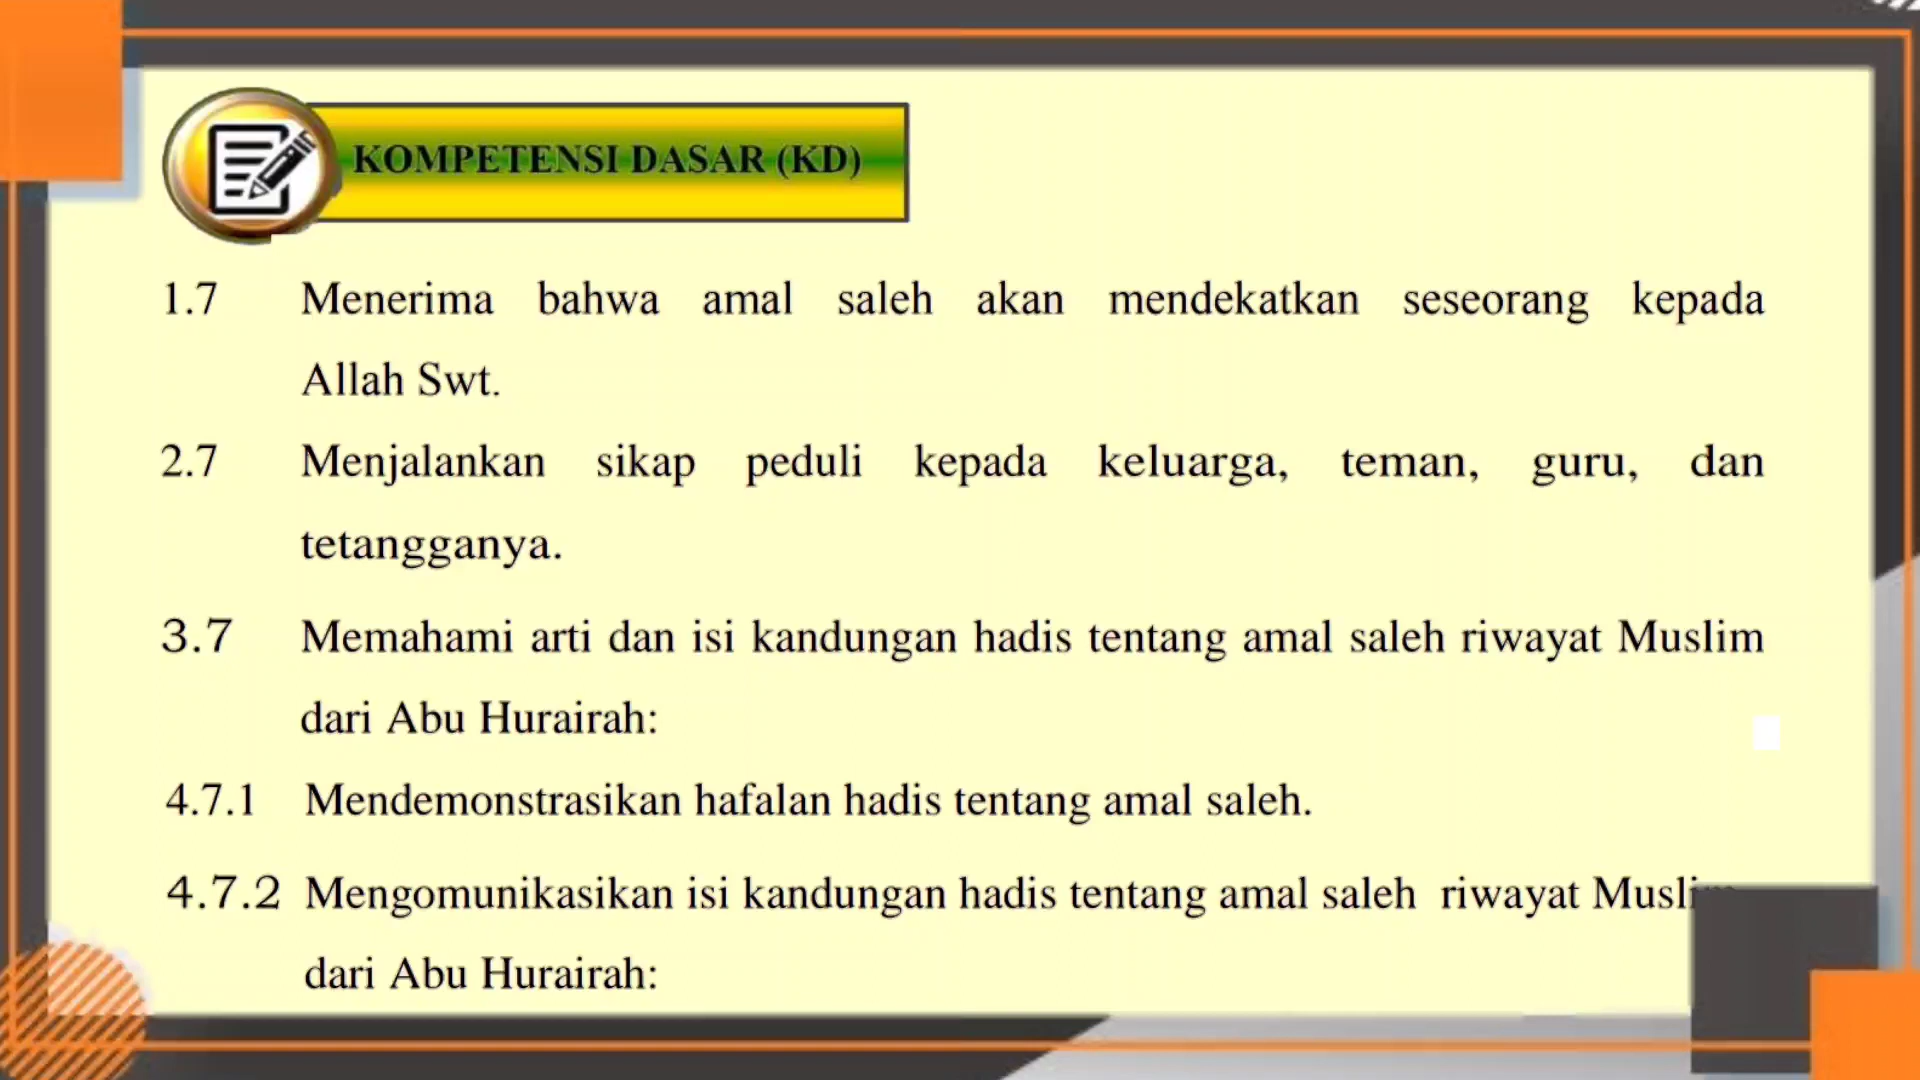 KOMPETENSI DASAR (KD)
1.7 Menerima bahwa amal saleh akan mendekatkan seseorang kepada
Allah Swt.
2.7 Menjalankan sikap peduli kepada keluarga, teman, guru, dan
tetangganya.
3.7 Memahami arti dan isi kandungan hadis tentang amal saleh riwayat Muslim
dari Abu Hurairah:
4.7.1 Mendemonstrasikan hafalan hadis tentang amal saleh.
4.7.2 Mengomunikasikan isi kandungan hadis tentang amal saleh riwayat Muslim
dari Abu Hurairah: